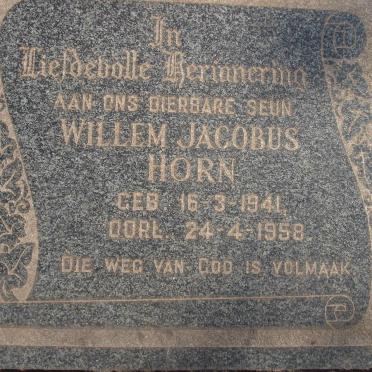 In
Liefdevolle Herinnering
AAN ONS DIERBARE SEUN
WILLEM JACOBUS
HORN
GEB. 16-3-1941.
OORL. 24-4-1958.
DIE WEG VAN GOD IS VOLMAAK